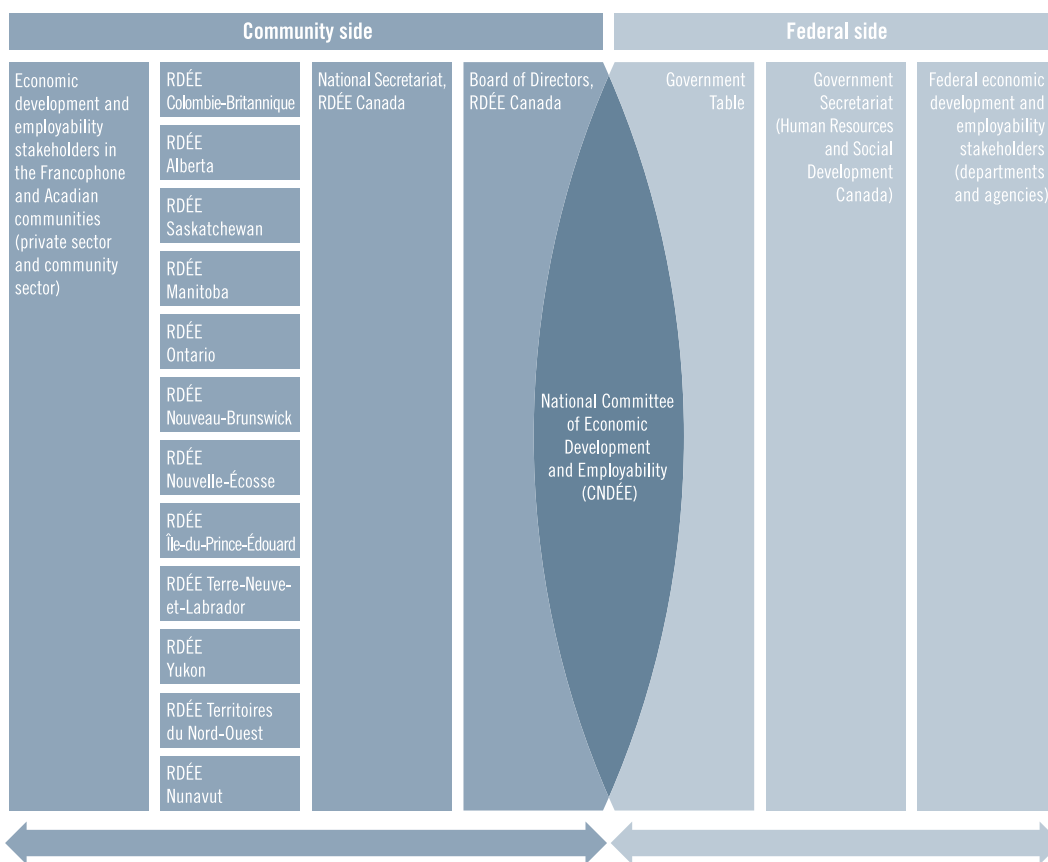 Community side
Federal side
Economic
development and
employability
stakeholders in
the Francophone
and Acadian
communities
(private sector
and community
sector)
RDÉE
Colombie-Britannique
RDÉE
Alberta
RDÉE
Saskatchewan
RDÉE
Manitoba
RDÉE
Ontario
RDÉE
Nouveau-Brunswick
RDÉE
Nouvelle-Écosse
RDÉE
Île-du-Prince-Édouard
RDÉE Terre-Neuve-
et-Labrador
RDÉE
Yukon
RDÉE Territoires
du Nord-Ouest
RDÉE
Nunavut
National Secretariat,
RDÉE Canada
Board of Directors,
RDÉE Canada
National Committee
of Economic
Development
and Employability
(CNDÉE)
Government
Table
Government
Secretariat
(Human Resources
and Social
Development
Canada)
Federal economic
development and
employability
stakeholders
(departments
and agencies)